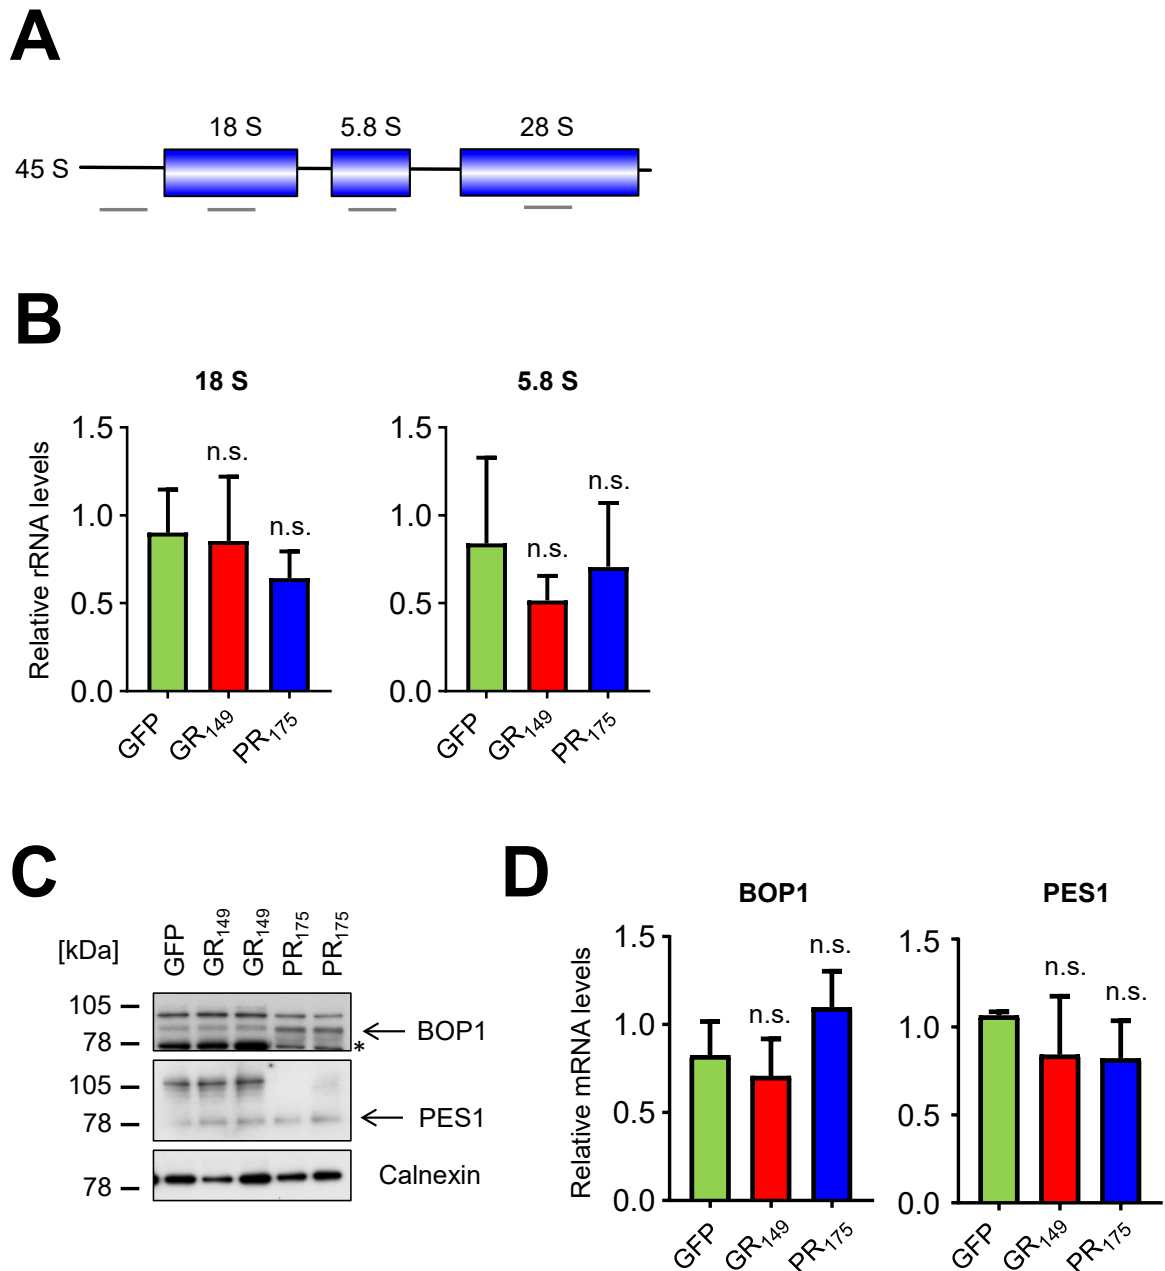 A
18 S 5.8 S 28 S
45 S
B
18 S
Relative rRNA levels
1.5
1.0
0.5
0.0
n.s.
n.s.
GFP GR149 PR175
5.8 S
1.5
1.0
0.5
0.0
n.s.
n.s.
GFP GR149 PR175
C
[kDa] GFP GR149 GR149 PR175 PR175
105
78
BOP1
*
105
78
PES1
78
Calnexin
D
BOP1
Relative mRNA levels
1.5
1.0
0.5
0.0
n.s.
n.s.
GFP GR149 PR175
PES1
1.5
1.0
0.5
0.0
n.s.
n.s.
GFP GR149 PR175